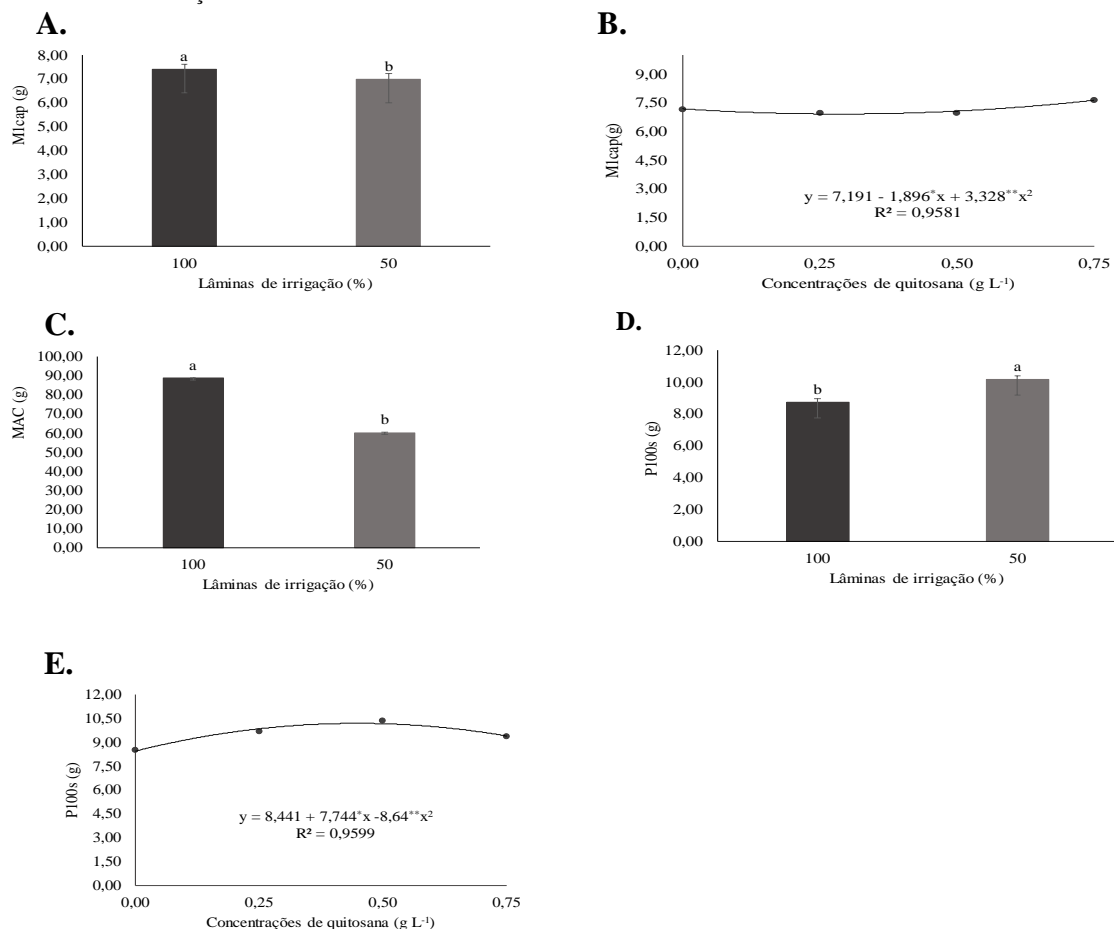 A.
8,00
7,00
6,00
5,00
4,00
3,00
2,00
1,00
0,00
M1cap (g)
a
b
100
50
Lâminas de irrigação (%)
B.
9,00
7,50
6,00
4,50
3,00
1,50
0,00
M1cap(g)
y = 7,191 - 1,896*x + 3,328**x²
R² = 0,9581
0,00
0,25
0,50
0,75
Concentrações de quitosana (g L⁻¹)
C.
100,00
90,00
80,00
70,00
60,00
50,00
40,00
30,00
20,00
10,00
0,00
MAC (g)
a
b
100
50
Lâminas de irrigação (%)
D.
12,00
10,00
8,00
6,00
4,00
2,00
0,00
P100s (g)
b
a
100
50
Lâminas de irrigação (%)
E.
12,00
10,50
9,00
7,50
6,00
4,50
3,00
1,50
0,00
P100s (g)
y = 8,441 + 7,744*x -8,64**x²
R² = 0,9599
0,00
0,25
0,50
0,75
Concentrações de quitosana (g L⁻¹)